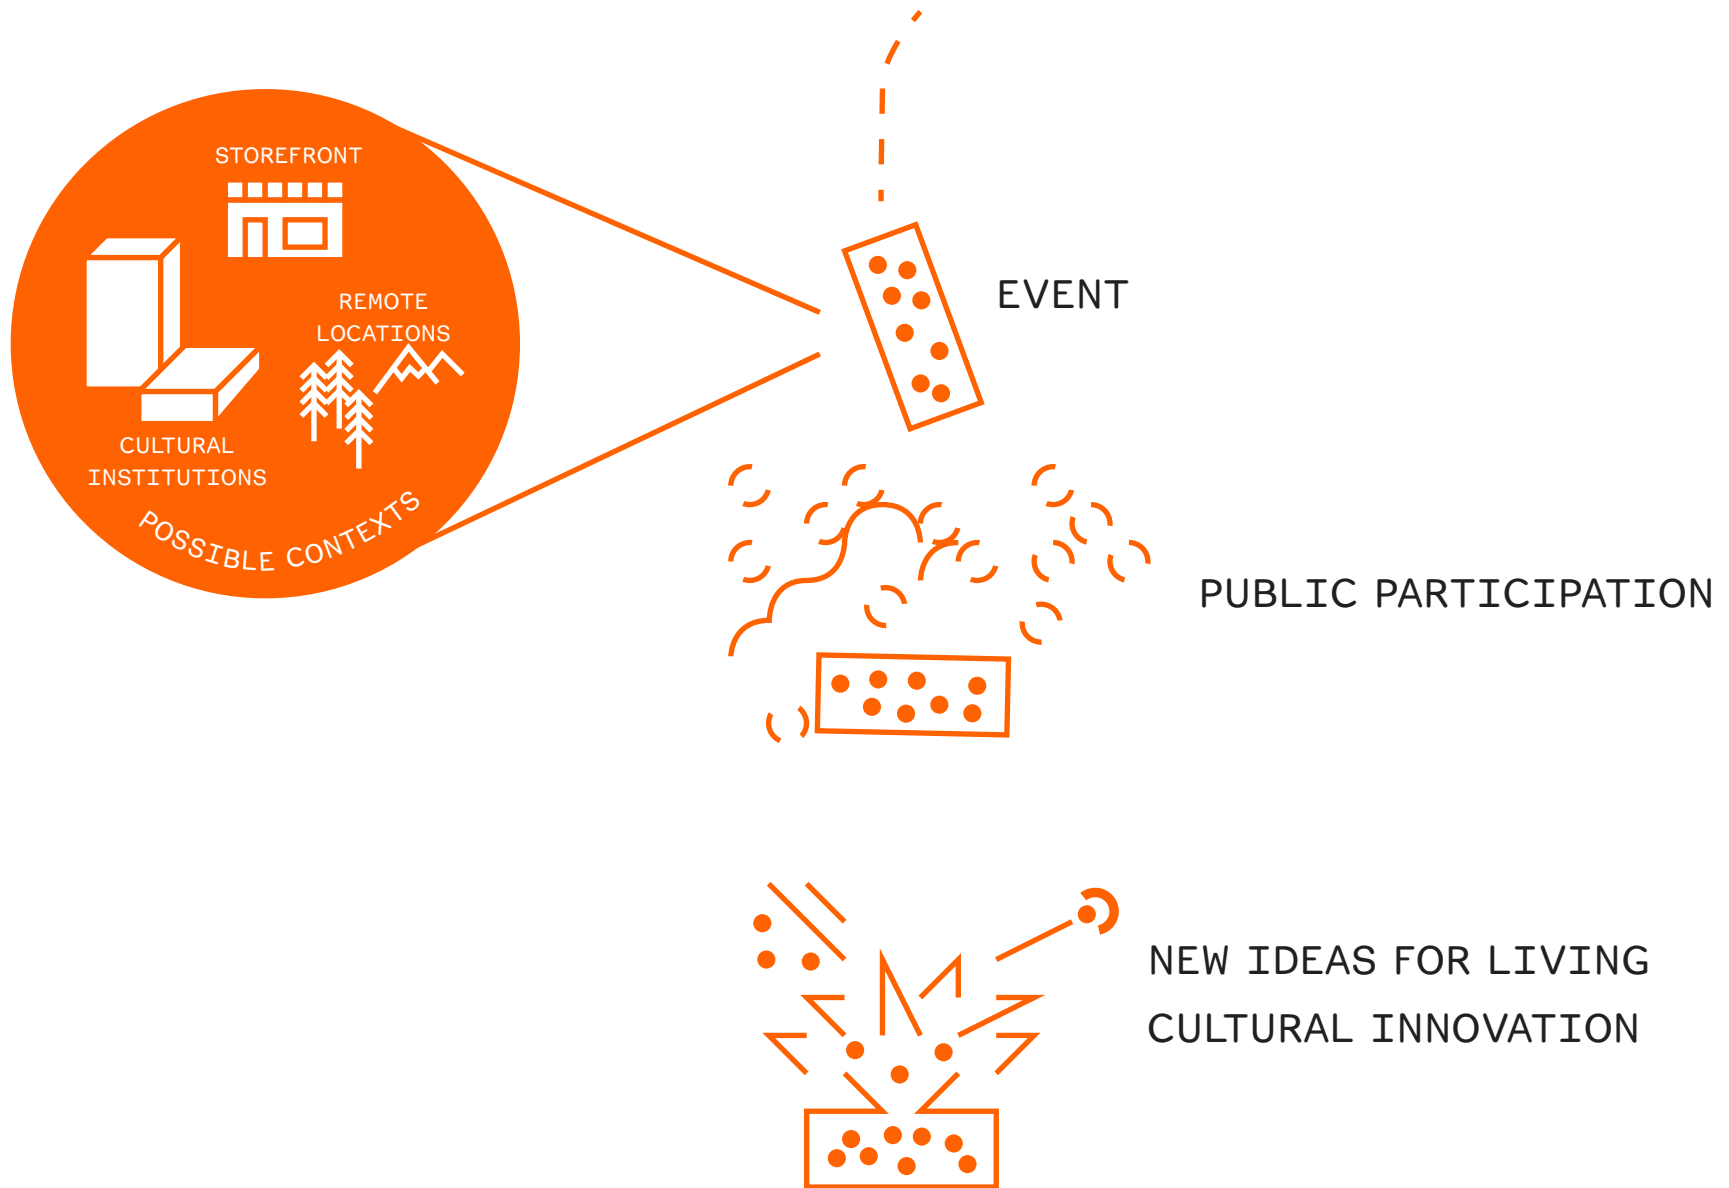 STOREFRONT
REMOTE
LOCATIONS
CULTURAL
INSTITUTIONS
POSSIBLE CONTEXTS
EVENT
PUBLIC PARTICIPATION
NEW IDEAS FOR LIVING
CULTURAL INNOVATION